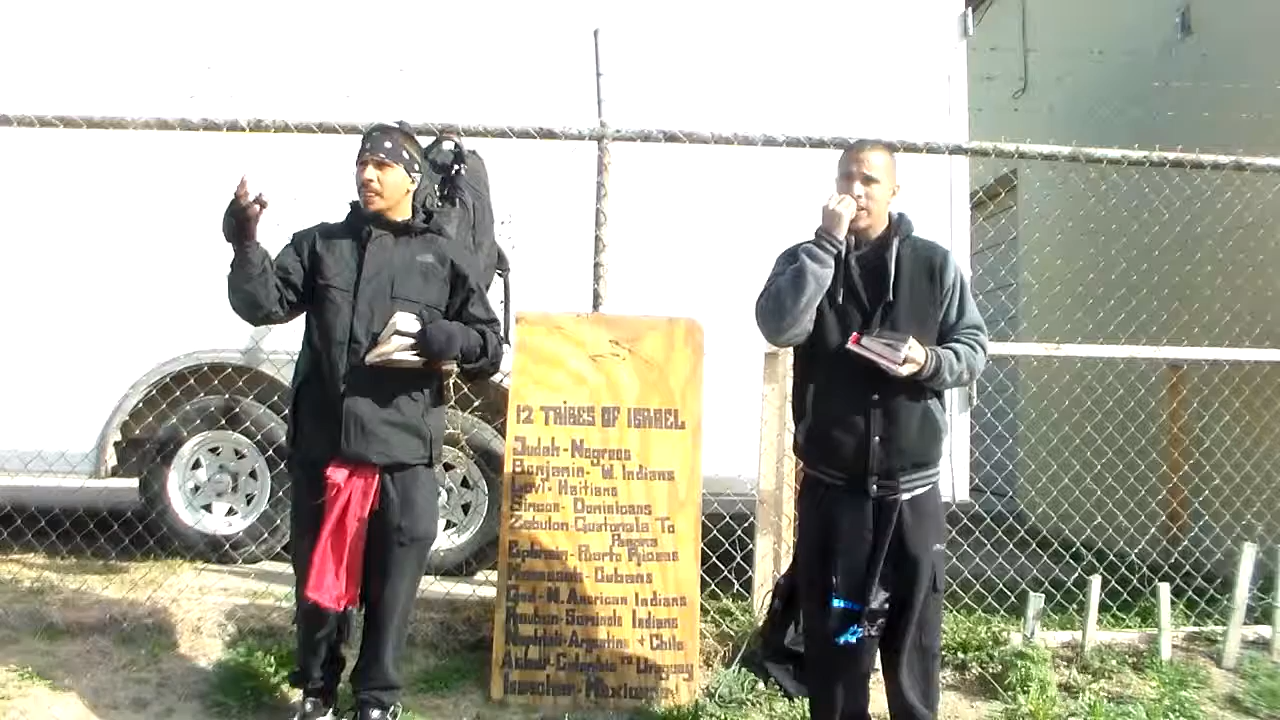 12 TRIBES OF ISRAEL
Judah-Negroes
Benjamin- W. Indians
Levi-Haitians
Simeon-Dominicans
Zebulon-Guatemala To
Panama
Ephraim-Puerto Ricans
Manasseh-Cubans
Gad-N. American Indians
Reuben-Seminole Indians
Naphtali-Argentina + Chile
Asher-Colombia To Uruguay
Issachar-Mexicans